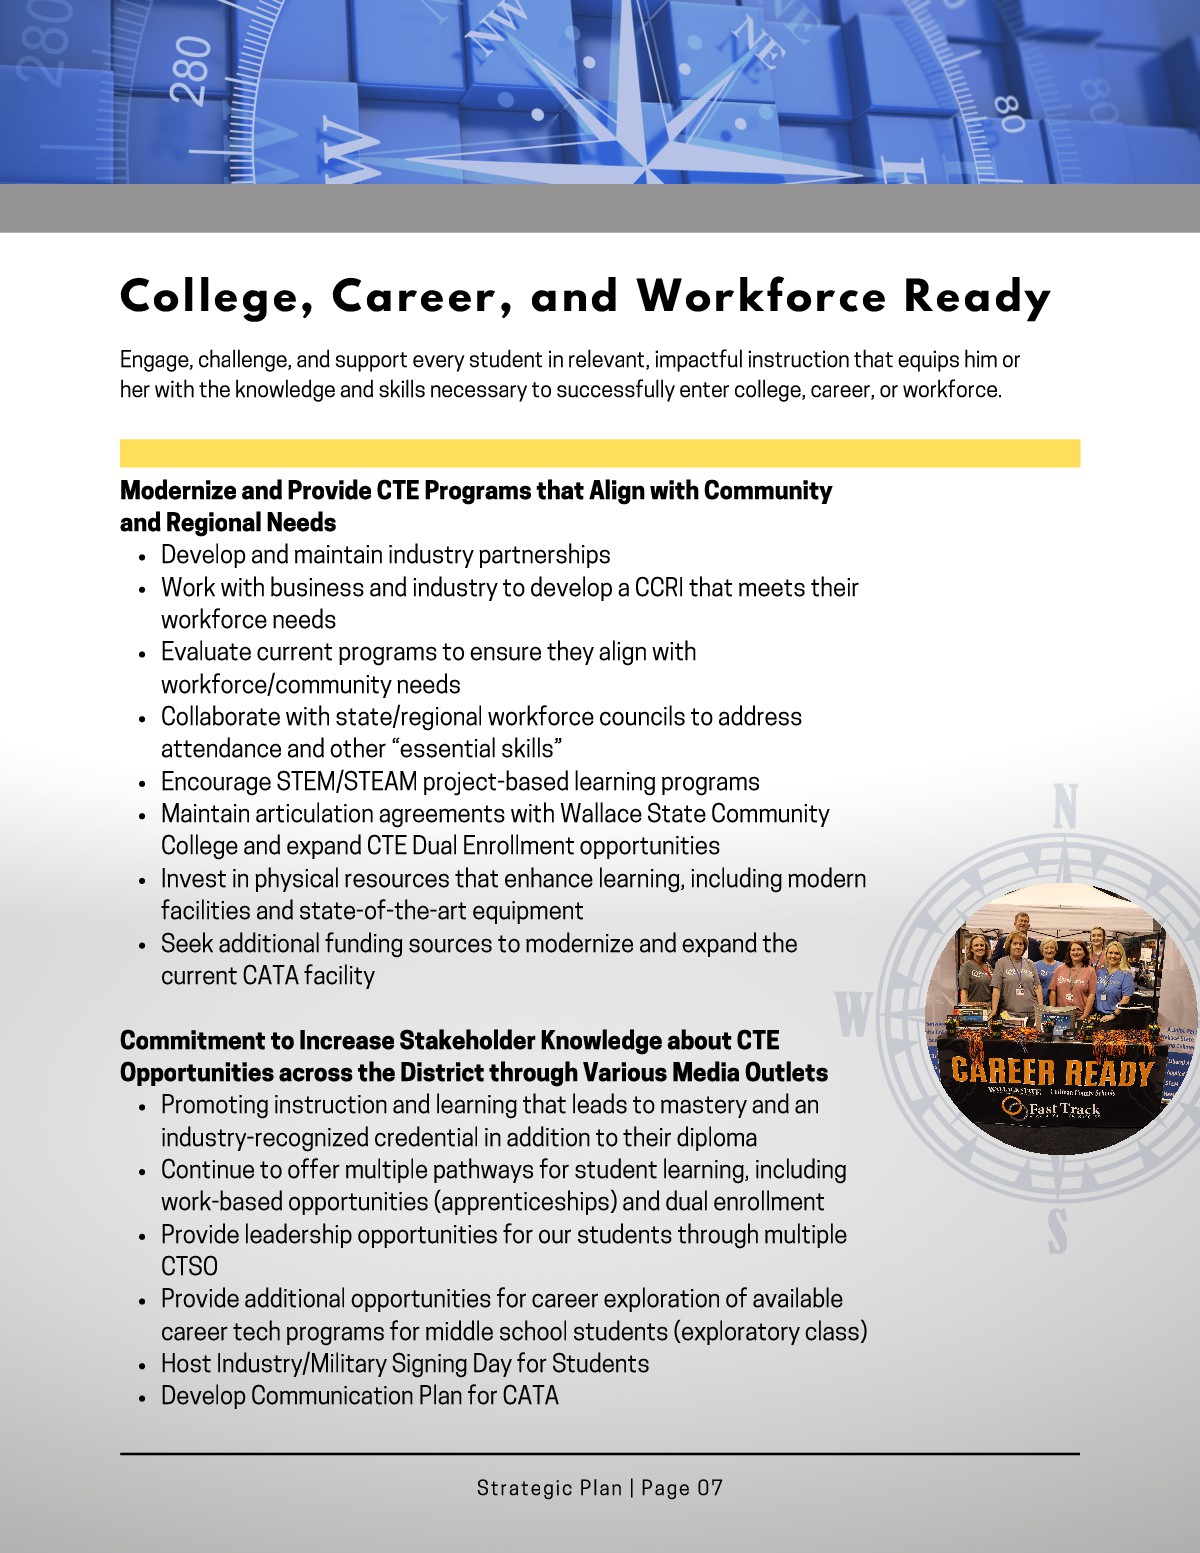 280
280
NW
NE
W
W
E
80
80
College, Career, and Workforce Ready
Engage, challenge, and support every student in relevant, impactful instruction that equips him or
her with the knowledge and skills necessary to successfully enter college, career, or workforce.
Modernize and Provide CTE Programs that Align with Community
and Regional Needs
• Develop and maintain industry partnerships
• Work with business and industry to develop a CCRI that meets their
workforce needs
• Evaluate current programs to ensure they align with
workforce/community needs
• Collaborate with state/regional workforce councils to address
attendance and other “essential skills”
• Encourage STEM/STEAM project-based learning programs
• Maintain articulation agreements with Wallace State Community
College and expand CTE Dual Enrollment opportunities
• Invest in physical resources that enhance learning, including modern
facilities and state-of-the-art equipment
• Seek additional funding sources to modernize and expand the
current CATA facility
N
W
CAREER READY
WALLACE STATE Cullman County Schools
Fast Track
S
Commitment to Increase Stakeholder Knowledge about CTE
Opportunities across the District through Various Media Outlets
• Promoting instruction and learning that leads to mastery and an
industry-recognized credential in addition to their diploma
• Continue to offer multiple pathways for student learning, including
work-based opportunities (apprenticeships) and dual enrollment
• Provide leadership opportunities for our students through multiple
CTSO
• Provide additional opportunities for career exploration of available
career tech programs for middle school students (exploratory class)
• Host Industry/Military Signing Day for Students
• Develop Communication Plan for CATA
Strategic Plan | Page 07